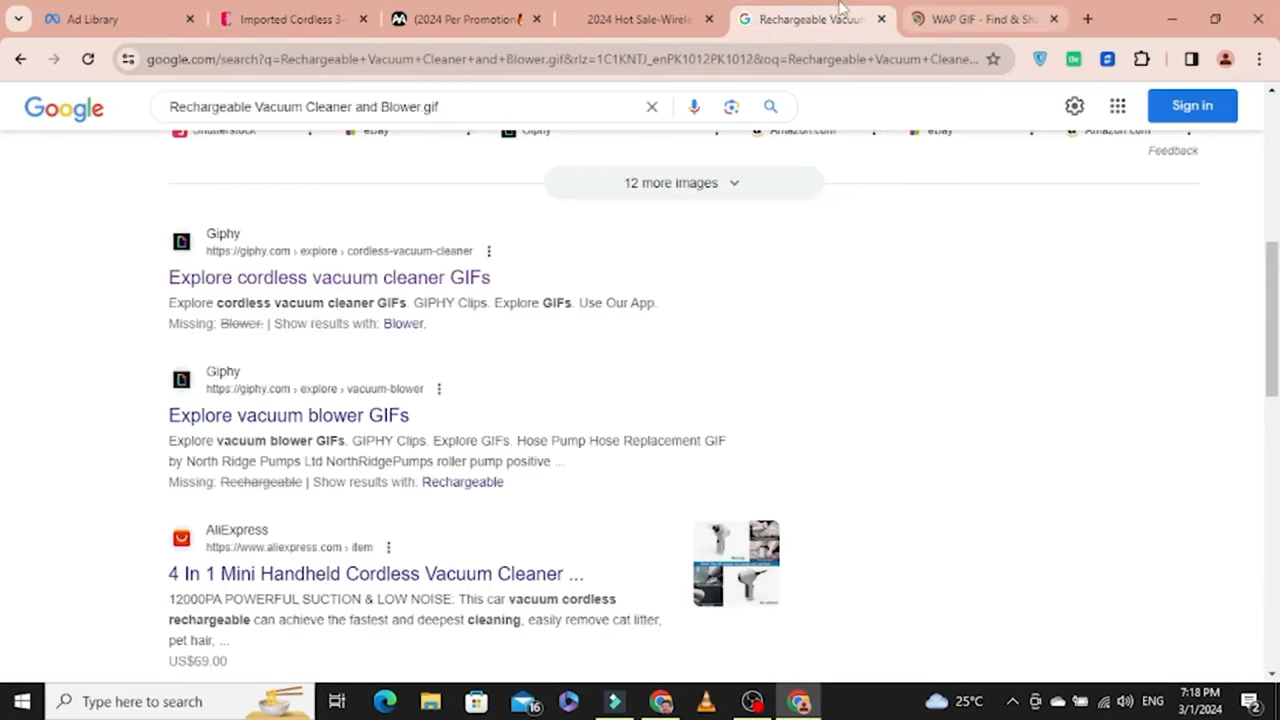 Ad Library
Imported Cordless 3-
(2024 Per Promotion
2024 Hot Sale-Wirele
Rechargeable Vacuum
WAP GIF - Find & Sha
google.com/search?q=Rechargeable+Vacuum+Cleaner+and+Blower.gif&rlz=1C1KNTJ_enPK1012PK1012&oq=Rechargeable+Vacuum+Cleane...
Google
Rechargeable Vacuum Cleaner and Blower.gif
Sign in
Shutterstock
eBay
Giphy
Amazon.com
eBay
Amazon.com
Feedback
12 more images
Giphy
https://giphy.com › explore › cordless-vacuum-cleaner
Explore cordless vacuum cleaner GIFs
Explore cordless vacuum cleaner GIFs. GIPHY Clips. Explore GIFs. Use Our App.
Missing: Blower. | Show results with: Blower.
Giphy
https://giphy.com › explore › vacuum-blower
Explore vacuum blower GIFs
Explore vacuum blower GIFs. GIPHY Clips. Explore GIFs. Hose Pump Hose Replacement GIF
by North Ridge Pumps Ltd NorthRidgePumps roller pump positive ...
Missing: Rechargeable | Show results with: Rechargeable
AliExpress
https://www.aliexpress.com › item
4 In 1 Mini Handheld Cordless Vacuum Cleaner ...
12000PA POWERFUL SUCTION & LOW NOISE: This car vacuum cordless
rechargeable can achieve the fastest and deepest cleaning, easily remove cat litter,
pet hair, ...
US$69.00
Type here to search
16
25°C
ENG
7:18 PM
3/1/2024
2